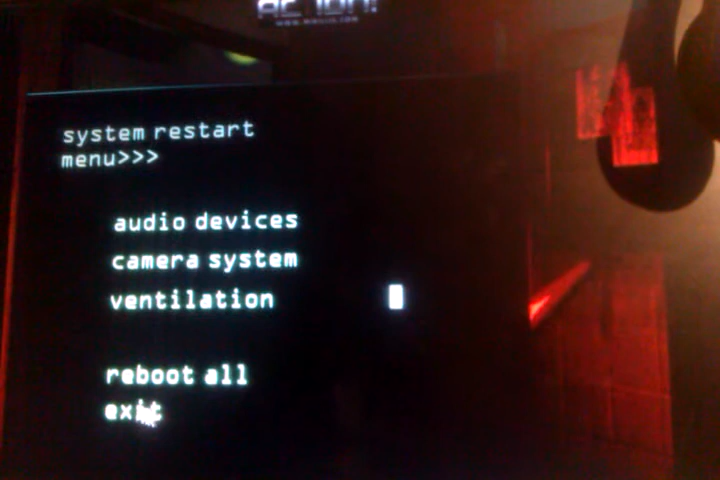 system restart
menu>>>
audio devices
camera system
ventilation
reboot all
exit